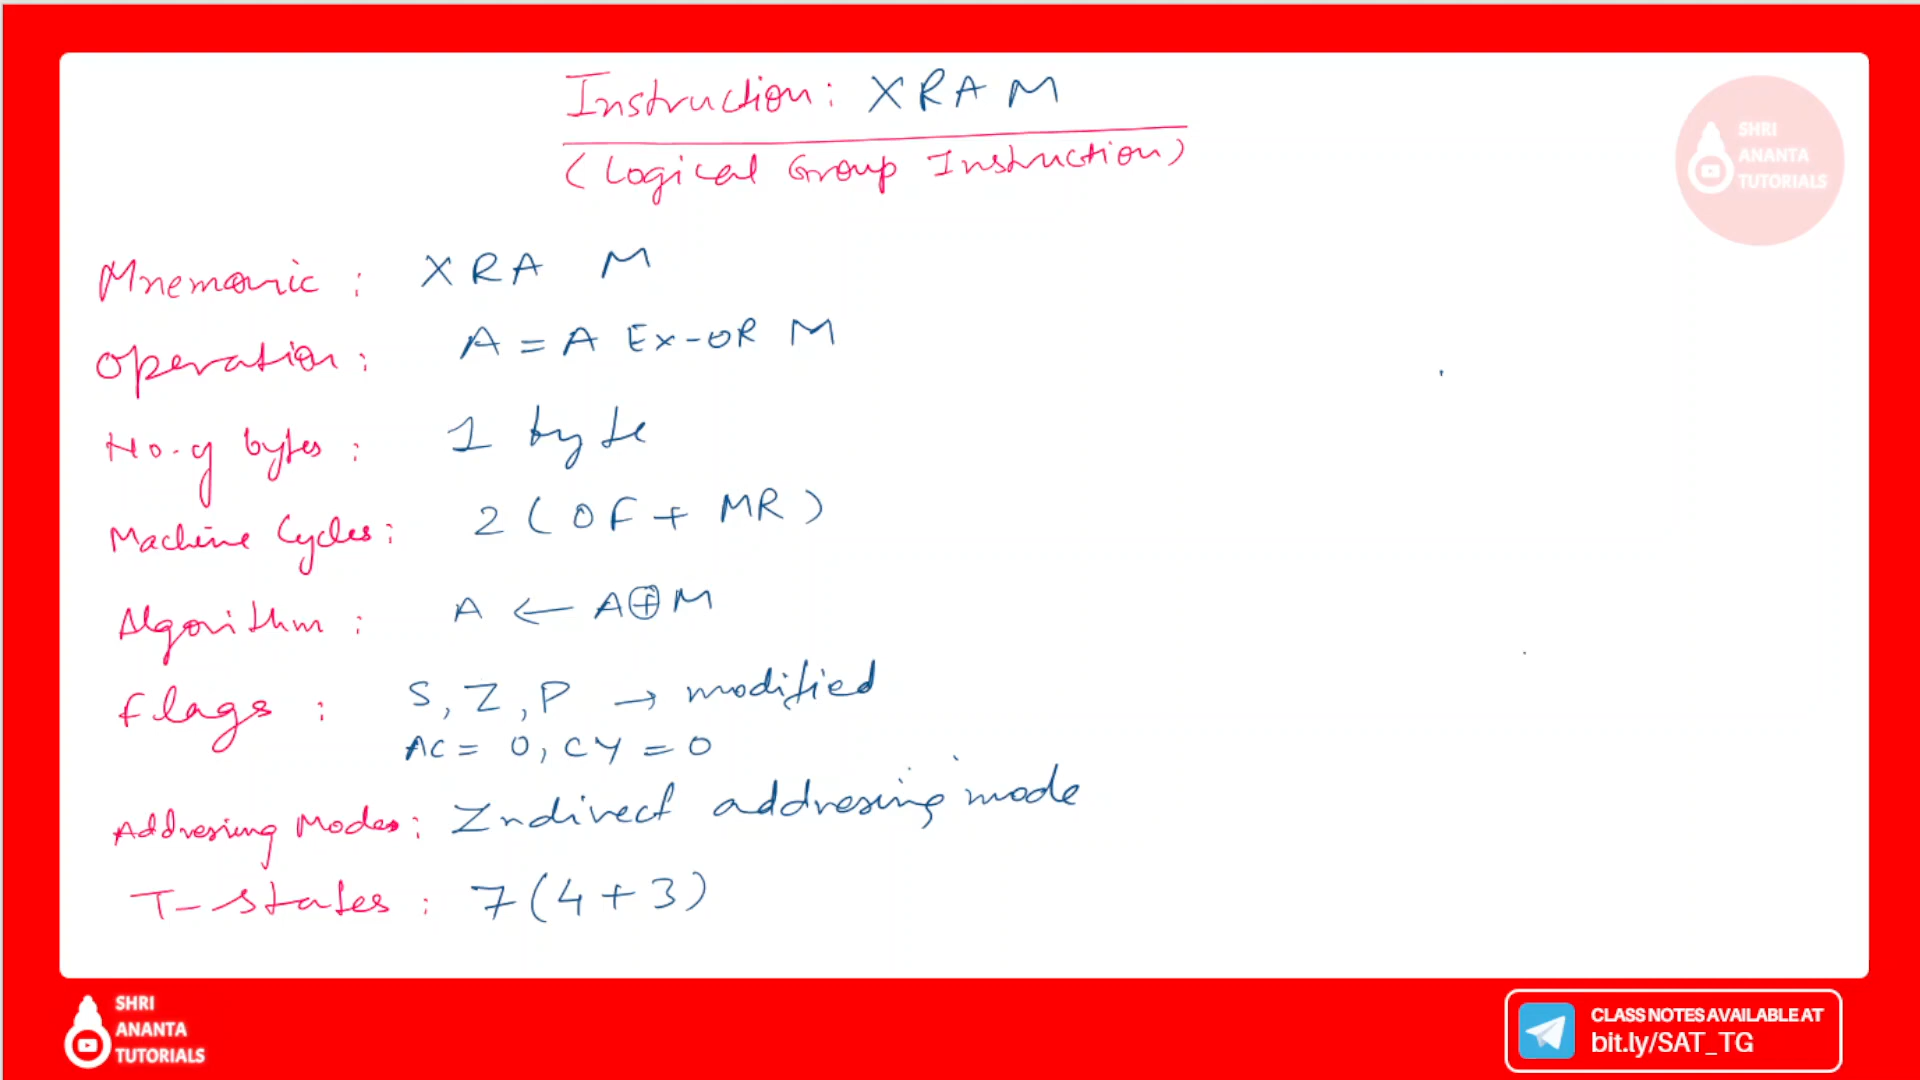 Instruction: XRA M
(Logical Group Instruction)
SHRI
ANANTA
TUTORIALS
Mnemonic : XRA M
Operation : A = A Ex-OR M
No. of bytes : 1 byte
Machine Cycles : 2 (OF + MR)
Algorithm : A ← A⊕M
Flags : S, Z, P → modified
AC = 0, CY = 0
Addressing Modes : Indirect addressing mode
T-states : 7(4+3)
SHRI
ANANTA
TUTORIALS
CLASS NOTES AVAILABLE AT
bit.ly/SAT_TG